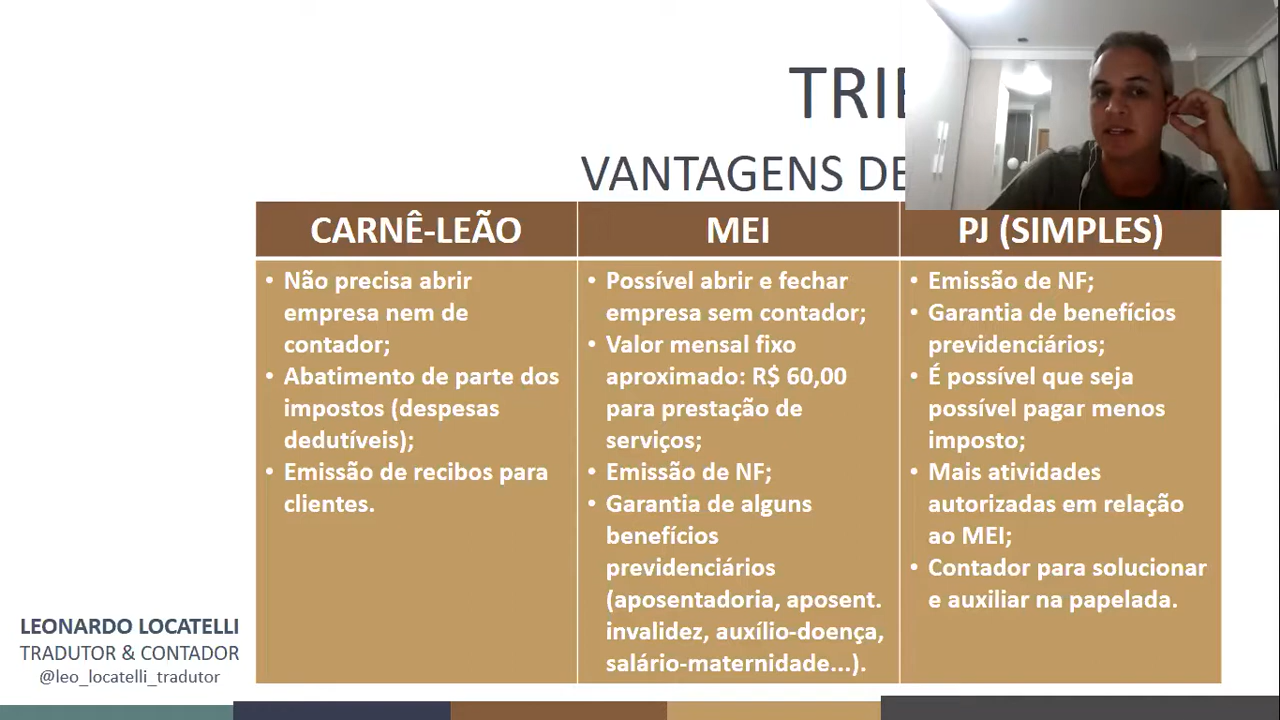 TRIB
VANTAGENS DE
CARNÊ-LEÃO
MEI
PJ (SIMPLES)
• Não precisa abrir
empresa nem de
contador;
• Abatimento de parte dos
impostos (despesas
dedutíveis);
• Emissão de recibos para
clientes.
• Possível abrir e fechar
empresa sem contador;
• Valor mensal fixo
aproximado: R$ 60,00
para prestação de
serviços;
• Emissão de NF;
• Garantia de alguns
benefícios
previdenciários
(aposentadoria, aposent.
invalidez, auxílio-doença,
salário-maternidade...).
• Emissão de NF;
• Garantia de benefícios
previdenciários;
• É possível que seja
possível pagar menos
imposto;
• Mais atividades
autorizadas em relação
ao MEI;
• Contador para solucionar
e auxiliar na papelada.
LEONARDO LOCATELLI
TRADUTOR & CONTADOR
@leo_locatelli_tradutor